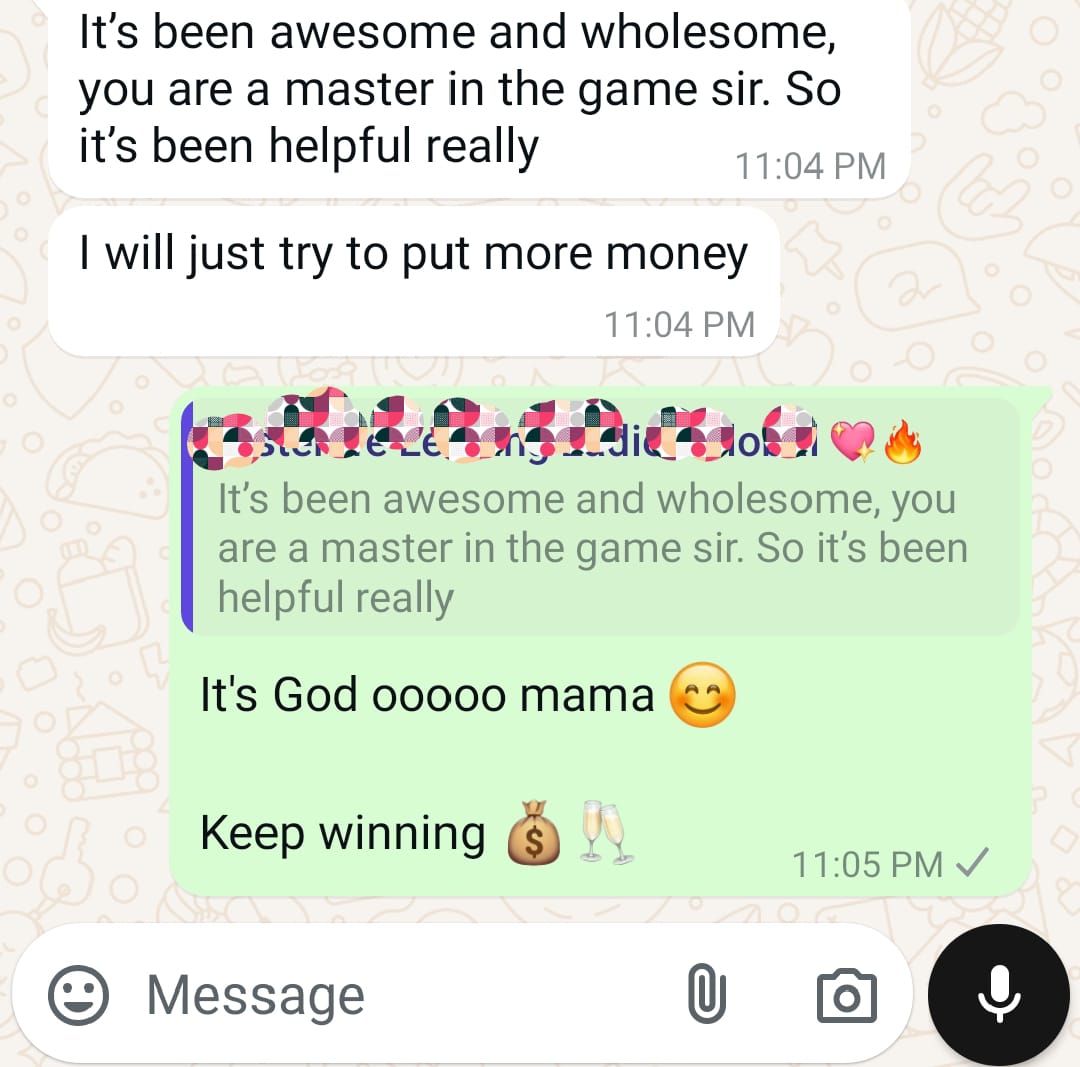 It's been awesome and wholesome,
you are a master in the game sir. So
it's been helpful really
11:04 PM
I will just try to put more money
11:04 PM
💖🔥
It's been awesome and wholesome, you
are a master in the game sir. So it's been
helpful really
It's God ooooo mama 😊
Keep winning 💰🥂
11:05 PM
Message